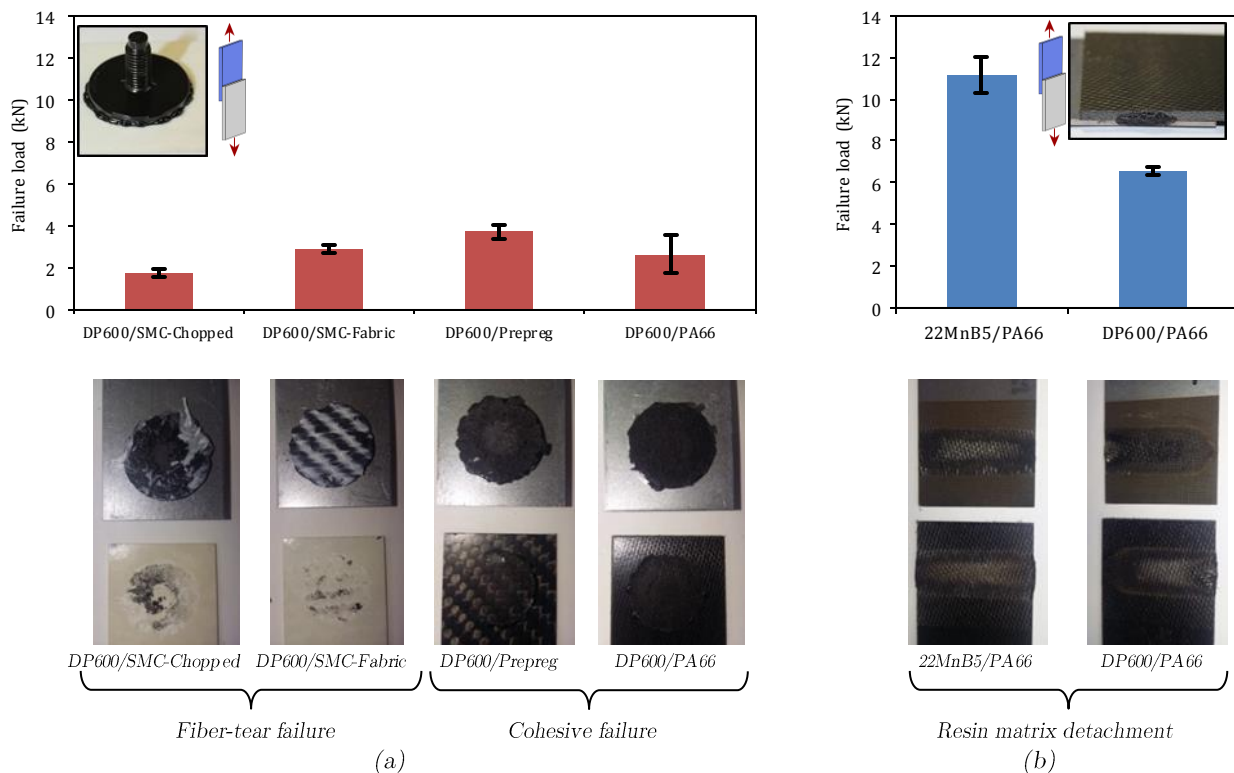 14
12
10
8
6
4
2
0
Failure load (kN)
DP600/SMC-Chopped DP600/SMC-Fabric DP600/Prepreg DP600/PA66
14
12
10
8
6
4
2
0
Failure load (kN)
22MnB5/PA66 DP600/PA66
DP600/SMC-Chopped DP600/SMC-Fabric DP600/Prepreg DP600/PA66
22MnB5/PA66 DP600/PA66
Fiber-tear failure Cohesive failure
Resin matrix detachment
(a)
(b)